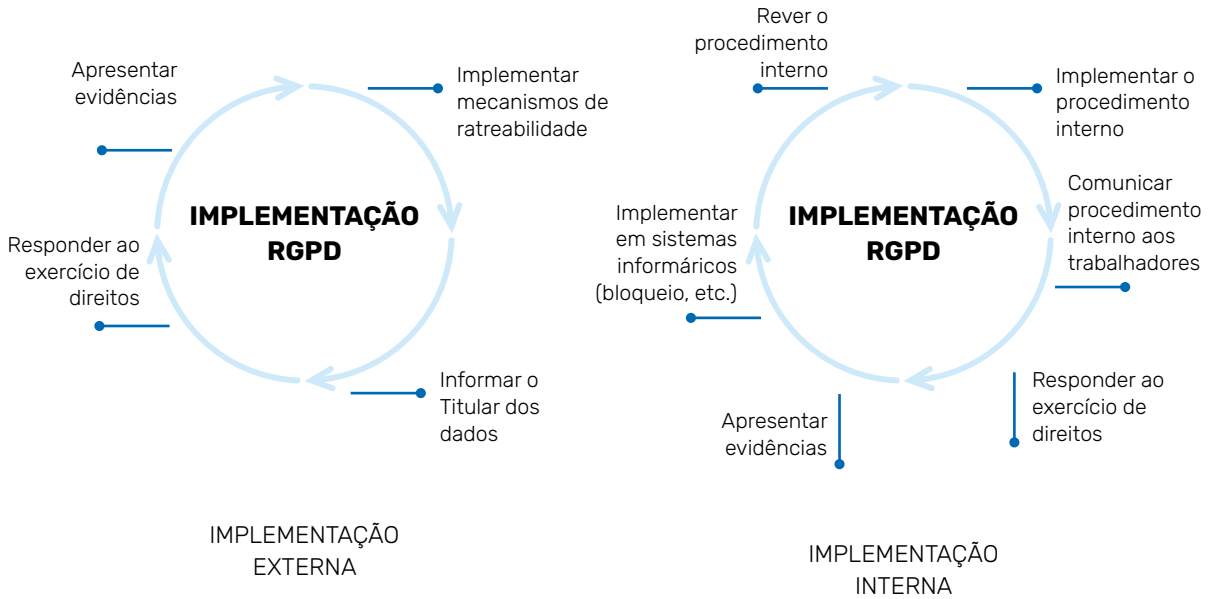 Apresentar
evidências
Implementar
mecanismos de
ratreabilidade
IMPLEMENTAÇÃO
RGPD
Responder ao
exercício de
direitos
Informar o
Titular dos
dados
IMPLEMENTAÇÃO
EXTERNA
Rever o
procedimento
interno
Implementar o
procedimento
interno
Comunicar
procedimento
interno aos
trabalhadores
IMPLEMENTAÇÃO
RGPD
Implementar
em sistemas
informáricos
(bloqueio, etc.)
Responder ao
exercício de
direitos
Apresentar
evidências
IMPLEMENTAÇÃO
INTERNA